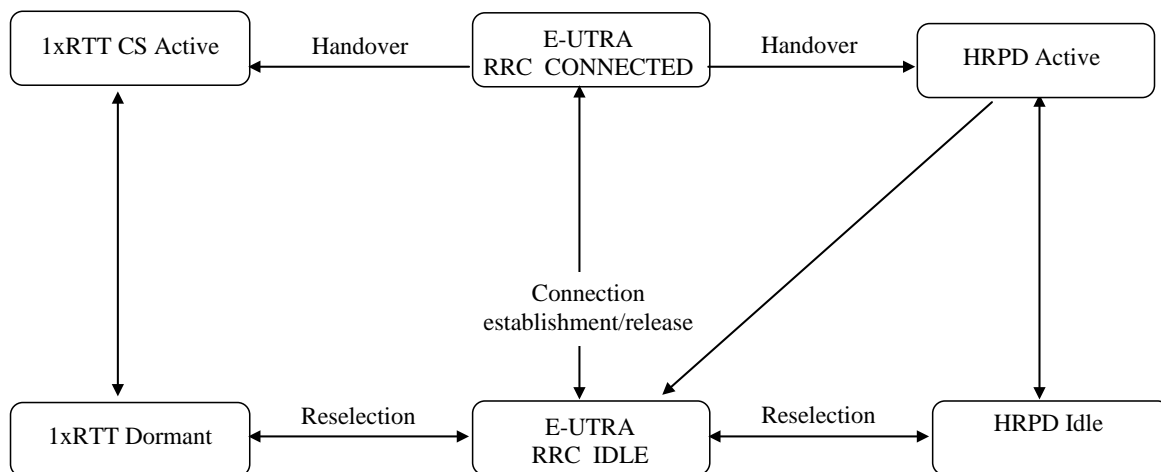 1xRTT CS Active
Handover
E-UTRA
RRC CONNECTED
Handover
HRPD Active
Connection
establishment/release
1xRTT Dormant
Reselection
E-UTRA
RRC IDLE
Reselection
HRPD Idle